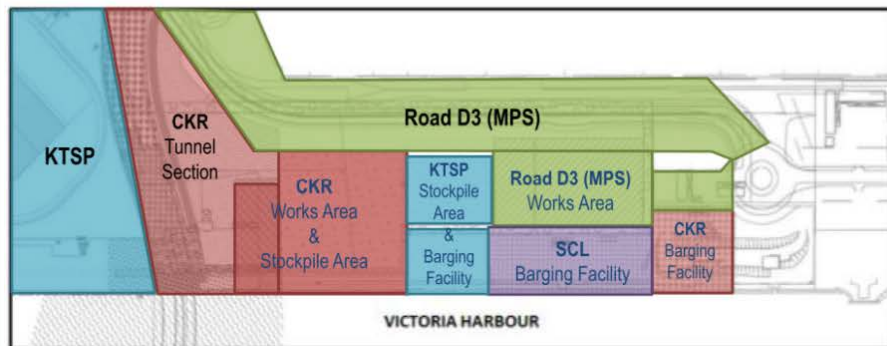 KTSP
CKR
Tunnel
Section
Road D3 (MPS)
CKR
Works Area
&
Stockpile Area
KTSP
Stockpile
Area
&
Barging
Facility
Road D3 (MPS)
Works Area
SCL
Barging Facility
CKR
Barging
Facility
VICTORIA HARBOUR